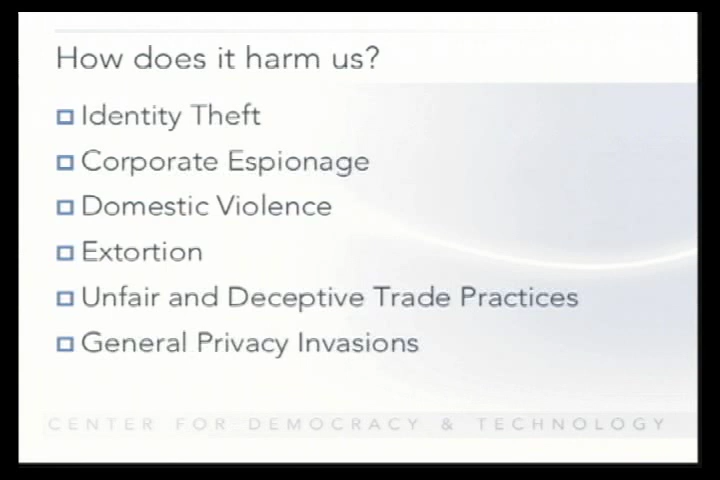 How does it harm us?
Identity Theft
Corporate Espionage
Domestic Violence
Extortion
Unfair and Deceptive Trade Practices
General Privacy Invasions
CENTER FOR DEMOCRACY & TECHNOLOGY